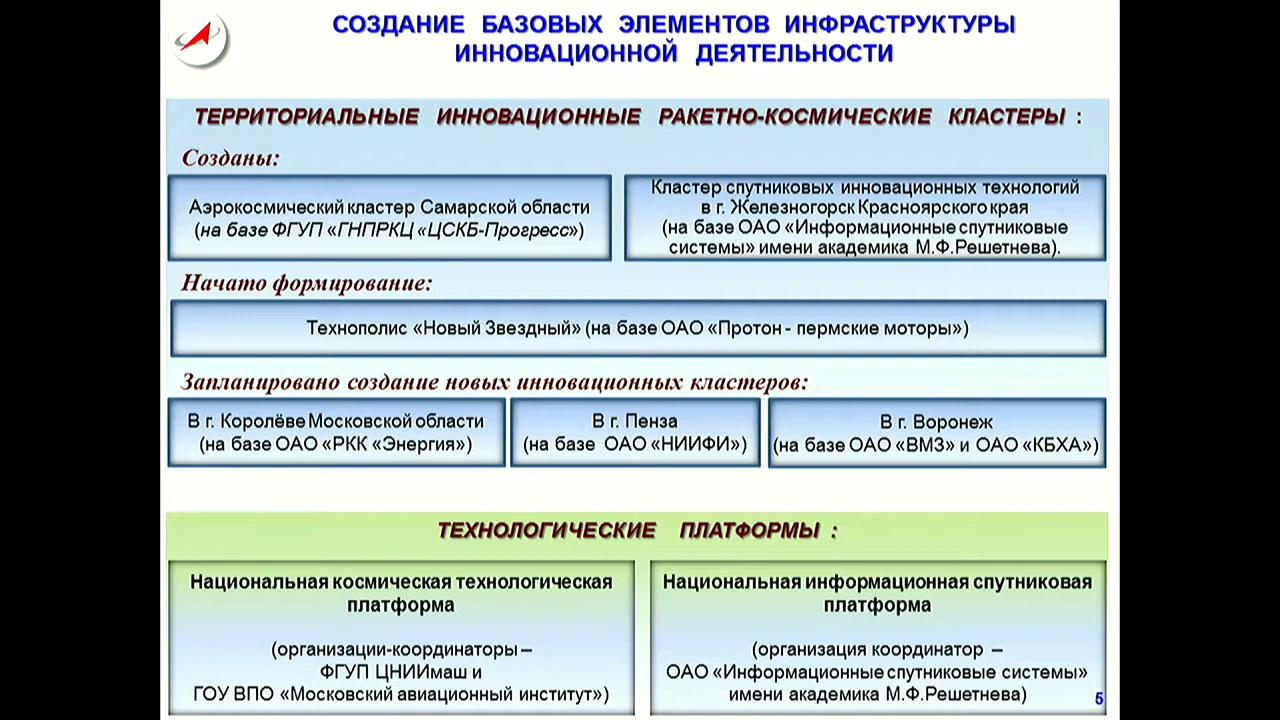 СОЗДАНИЕ БАЗОВЫХ ЭЛЕМЕНТОВ ИНФРАСТРУКТУРЫ
ИННОВАЦИОННОЙ ДЕЯТЕЛЬНОСТИ
ТЕРРИТОРИАЛЬНЫЕ ИННОВАЦИОННЫЕ РАКЕТНО-КОСМИЧЕСКИЕ КЛАСТЕРЫ :
Созданы:
Аэрокосмический кластер Самарской области
(на базе ФГУП «ГНПРКЦ «ЦСКБ-Прогресс»)
Кластер спутниковых инновационных технологий
в г. Железногорск Красноярского края
(на базе ОАО «Информационные спутниковые
системы» имени академика М.Ф.Решетнева).
Начато формирование:
Технополис «Новый Звездный» (на базе ОАО «Протон - пермские моторы»)
Запланировано создание новых инновационных кластеров:
В г. Королёве Московской области
(на базе ОАО «РКК «Энергия»)
В г. Пенза
(на базе ОАО «НИИФИ»)
В г. Воронеж
(на базе ОАО «ВМЗ» и ОАО «КБХА»)
ТЕХНОЛОГИЧЕСКИЕ ПЛАТФОРМЫ :
Национальная космическая технологическая
платформа
(организации-координаторы –
ФГУП ЦНИИмаш и
ГОУ ВПО «Московский авиационный институт»)
Национальная информационная спутниковая
платформа
(организация координатор –
ОАО «Информационные спутниковые системы»
имени академика М.Ф.Решетнева)
5